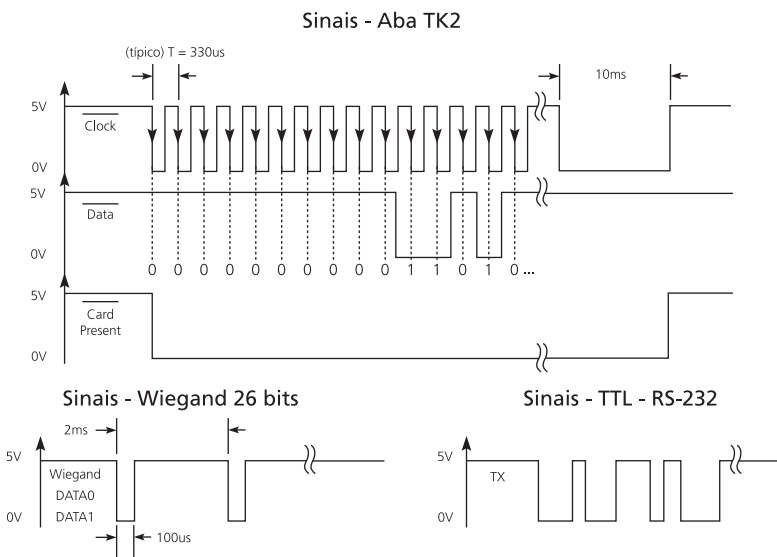 Sinais - Aba TK2
(típico) T = 330us
10ms
5V
Clock
0V
5V
Data
0V
0 0 0 0 0 0 0 0 0 0 1 1 0 1 0 ...
5V
Card
Present
0V
Sinais - Wiegand 26 bits
2ms
5V
Wiegand
DATA0
0V
DATA1
100us
Sinais - TTL - RS-232
5V
TX
0V